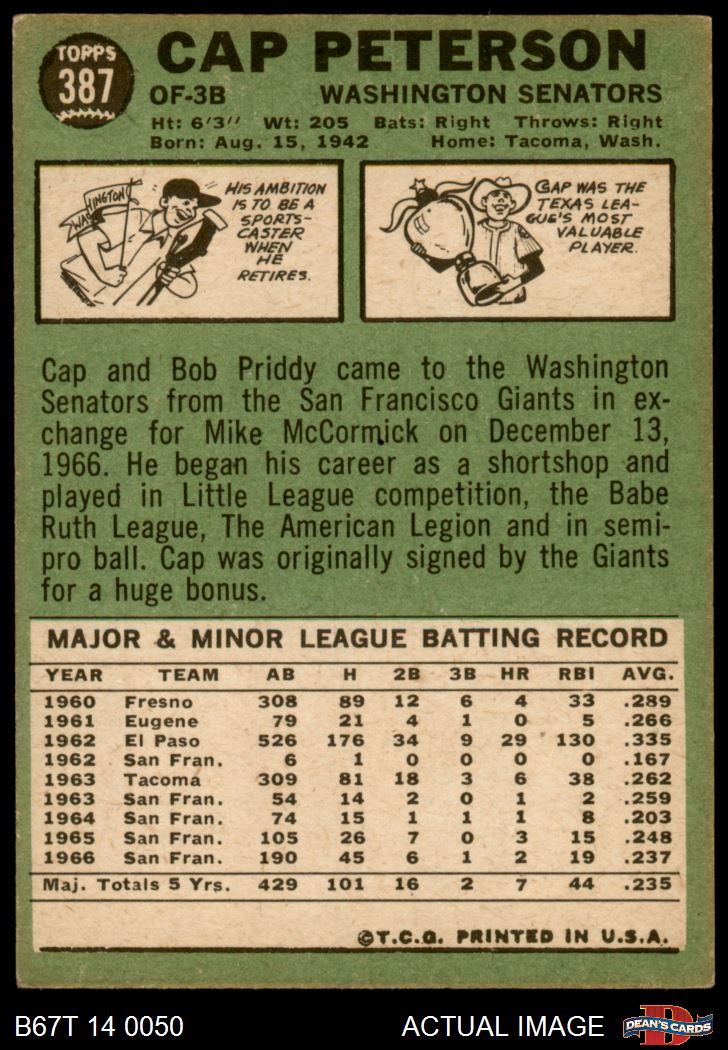 TOPPS
387
CAP PETERSON
OF-3B WASHINGTON SENATORS
Ht: 6'3" Wt: 205 Bats: Right Throws: Right
Born: Aug. 15, 1942 Home: Tacoma, Wash.
WASHINGTON
HIS AMBITION
IS TO BE A
SPORTS-
CASTER
WHEN
HE
RETIRES.
CAP WAS THE
TEXAS LEA-
GUE'S MOST
VALUABLE
PLAYER.
Cap and Bob Priddy came to the Washington
Senators from the San Francisco Giants in ex-
change for Mike McCormick on December 13,
1966. He began his career as a shortshop and
played in Little League competition, the Babe
Ruth League, The American Legion and in semi-
pro ball. Cap was originally signed by the Giants
for a huge bonus.
MAJOR & MINOR LEAGUE BATTING RECORD
YEAR TEAM AB H 2B 3B HR RBI AVG.
1960 Fresno 308 89 12 6 4 33 .289
1961 Eugene 79 21 4 1 0 5 .266
1962 El Paso 526 176 34 9 29 130 .335
1962 San Fran. 6 1 0 0 0 0 .167
1963 Tacoma 309 81 18 3 6 38 .262
1963 San Fran. 54 14 2 0 1 2 .259
1964 San Fran. 74 15 1 1 1 8 .203
1965 San Fran. 105 26 7 0 3 15 .248
1966 San Fran. 190 45 6 1 2 19 .237
Maj. Totals 5 Yrs. 429 101 16 2 7 44 .235
©T.C.G. PRINTED IN U.S.A.
B67T 14 0050 ACTUAL IMAGE
D
DEAN'S CARDS